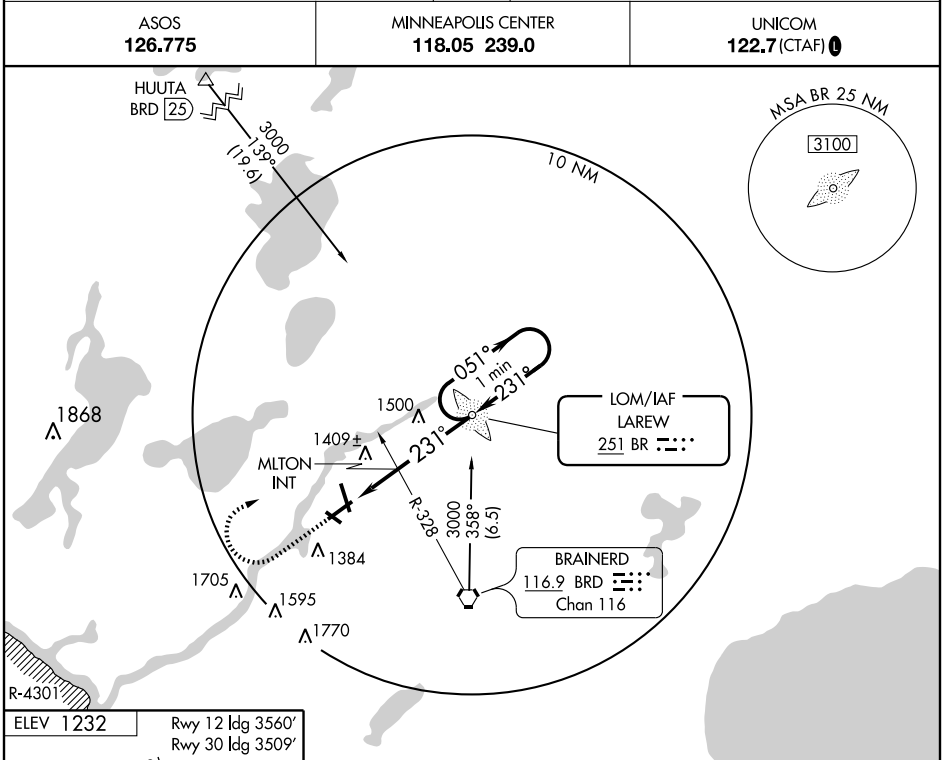 ASOS
126.775
MINNEAPOLIS CENTER
118.05 239.0
UNICOM
122.7 (CTAF) L
HUUTA
BRD 25
3000
139°
(19.6)
10 NM
MSA BR 25 NM
3100
051°
1 min
231°
LOM/IAF
LAREW
251 BR
1868
1500
1409±
231°
MLTON
INT
R-328
3000
358°
(6.5)
1384
BRAINERD
116.9 BRD
Chan 116
1705
1595
1770
R-4301
ELEV 1232
Rwy 12 ldg 3560'
Rwy 30 ldg 3509'